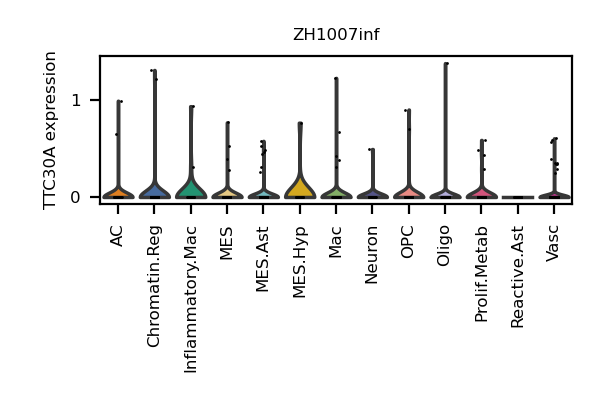 ZH1007inf
TTC30A expression
1
0
AC
Chromatin.Reg
Inflammatory.Mac
MES
MES.Ast
MES.Hyp
Mac
Neuron
OPC
Oligo
Prolif.Metab
Reactive.Ast
Vasc